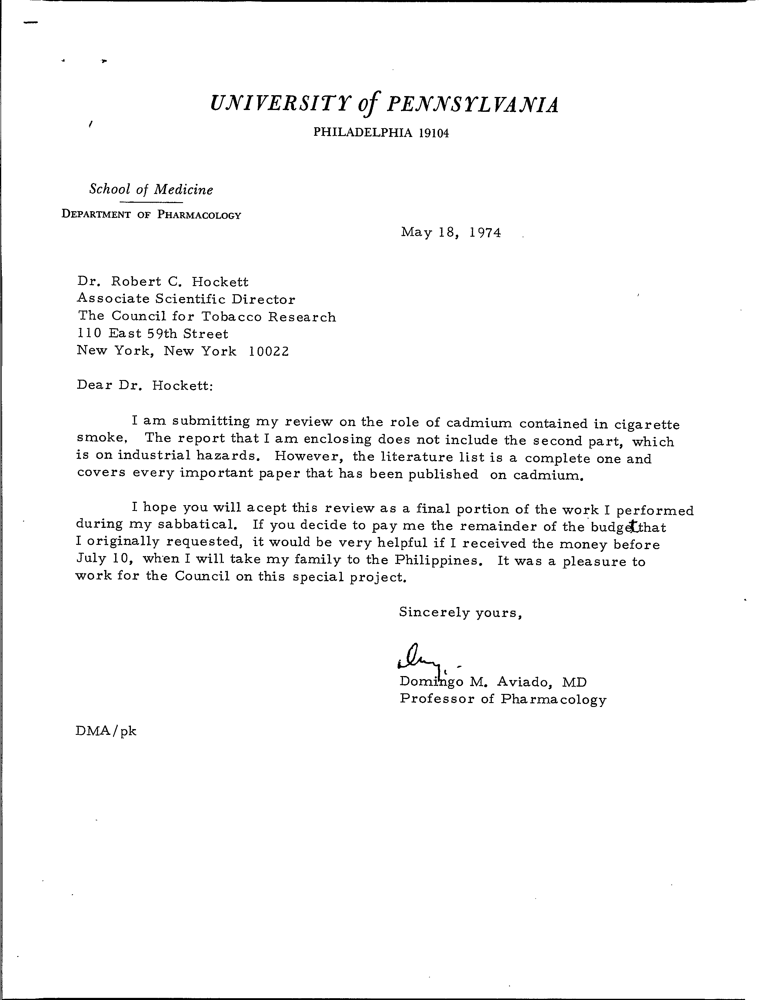 UNIVERSITY of PENNSYLVANIA
PHILADELPHIA 19104
School of Medicine
DEPARTMENT OF PHARMACOLOGY
May 18, 1974
Dr. Robert C. Hockett
Associate Scientific Director
The Council for Tobacco Research
110 East 59th Street
New York, New York 10022
Dear Dr. Hockett:
I am submitting my review on the role of cadmium contained in cigarette
smoke. The report that I am enclosing does not include the second part, which
is on industrial hazards. However, the literature list is a complete one and
covers every important paper that has been published on cadmium.
I hope you will acept this review as a final portion of the work I performed
during my sabbatical. If you decide to pay me the remainder of the budget that
I originally requested, it would be very helpful if I received the money before
July 10, when I will take my family to the Philippines. It was a pleasure to
work for the Council on this special project.
Sincerely yours,
Domingo M. Aviado, MD
Professor of Pharmacology
DMA/pk